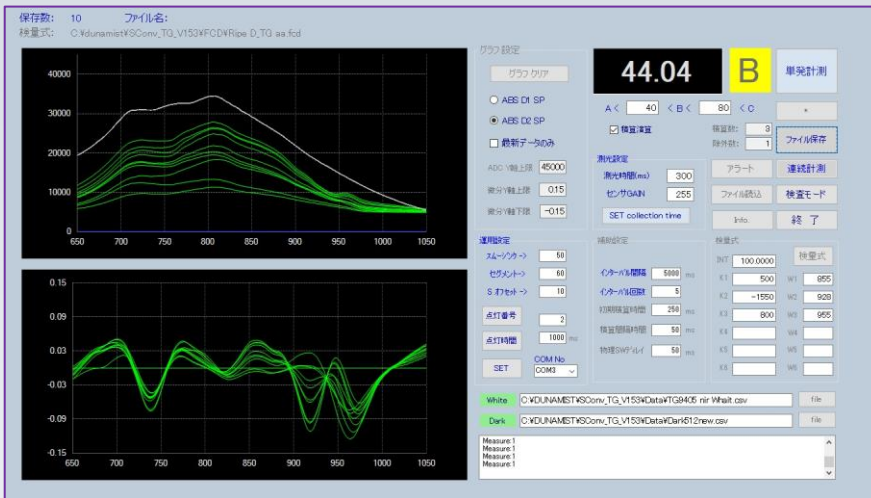 保存数: 10 ファイル名:
検量式: C:¥dunamist¥SConv_TG_V153¥FCD¥Ripe D_TG aa.fcd
40000
30000
20000
10000
0
650 700 750 800 850 900 950 1000 1050
0.15
0.09
0.03
-0.03
-0.09
-0.15
650 700 750 800 850 900 950 1000 1050
グラフ設定
グラフクリア
ABS D1 SP
ABS D2 SP
最新データのみ
ADC Y軸上限 45000
微分Y軸上限 0.15
微分Y軸下限 -0.15
44.04 B 単発計測
A < 40 < B < 80 < C
積算演算
積算数: 3
除外数: 1
ファイル保存
測光設定
測光時間(ms) 300
センサGAIN 255
SET collection time
アラート 連続計測
ファイル読込 検査モード
Info. 終了
運用設定
スムージング-> 50
セグメント-> 60
S.オフセット-> 10
点灯番号 2
点灯時間 1000 ms
SET COM No COM3
補助設定
インターバル間隔 5000 ms
インターバル回数 5
初期積算時間 250 ms
積算間隔時間 50 ms
物理SWディレイ 50 ms
検量式
INT 100.0000 検量式
K1 500 W1 855
K2 -1550 W2 928
K3 800 W3 955
K4 W4
K5 W5
K6 W6
White C:¥DUNAMIST¥SConv_TG_V153¥Data¥TG9405 nir Whait.csv file
Dark C:¥DUNAMIST¥SConv_TG_V153¥Data¥Dark512new.csv file
Measure:1
Measure:1
Measure:1
Measure:1